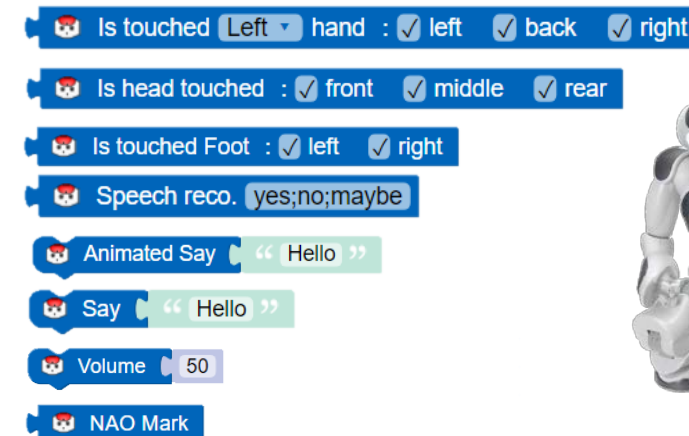 Is touched Left hand : left back right
Is head touched : front middle rear
Is touched Foot : left right
Speech reco. yes;no;maybe
Animated Say “ Hello ”
Say “ Hello ”
Volume 50
NAO Mark